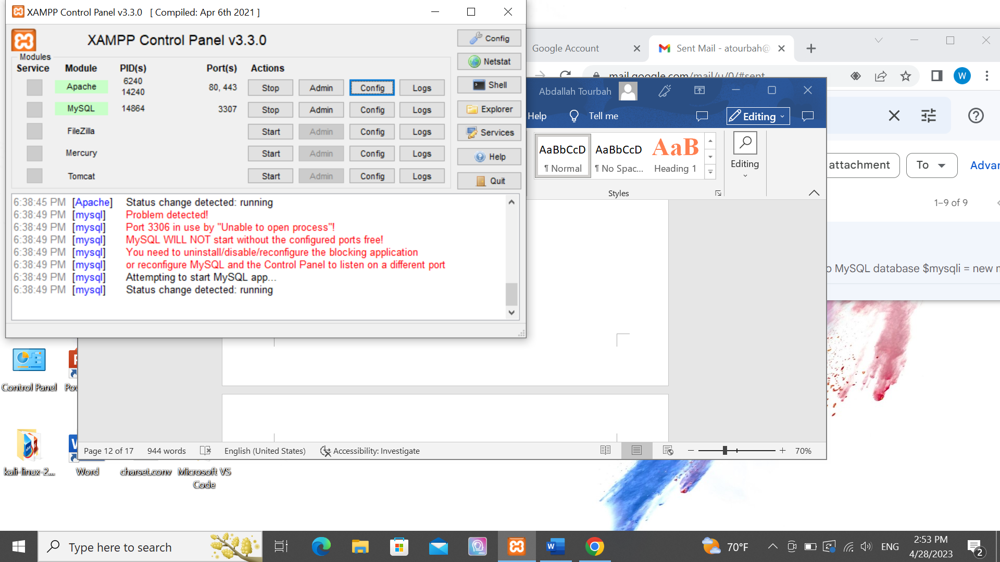 XAMPP Control Panel v3.3.0 [ Compiled: Apr 6th 2021 ]
XAMPP Control Panel v3.3.0
Config
Netstat
Shell
Explorer
Services
Help
Quit
Modules
Service Module PID(s) Port(s) Actions
Apache 6240 14240 80, 443 Stop Admin Config Logs
MySQL 14864 3307 Stop Admin Config Logs
FileZilla Start Admin Config Logs
Mercury Start Admin Config Logs
Tomcat Start Admin Config Logs
6:38:45 PM [Apache] Status change detected: running
6:38:49 PM [mysql] Problem detected!
6:38:49 PM [mysql] Port 3306 in use by "Unable to open process"!
6:38:49 PM [mysql] MySQL WILL NOT start without the configured ports free!
6:38:49 PM [mysql] You need to uninstall/disable/reconfigure the blocking application
6:38:49 PM [mysql] or reconfigure MySQL and the Control Panel to listen on a different port
6:38:49 PM [mysql] Attempting to start MySQL app...
6:38:49 PM [mysql] Status change detected: running
Google Account
Sent Mail - atourbah@
mail.google.com/mail/u/0/#sent
W
Abdallah Tourbah
Help Tell me Editing
AaBbCcD AaBbCcD AaB
¶ Normal ¶ No Spac... Heading 1
Editing
Styles
attachment To Advan
1–9 of 9
o MySQL database $mysqli = new
Page 12 of 17 944 words English (United States) Accessibility: Investigate 70%
Control Panel
kali-linux-2...
Word
charset.conv
Microsoft VS
Code
Type here to search
70°F
ENG
2:53 PM
4/28/2023
2